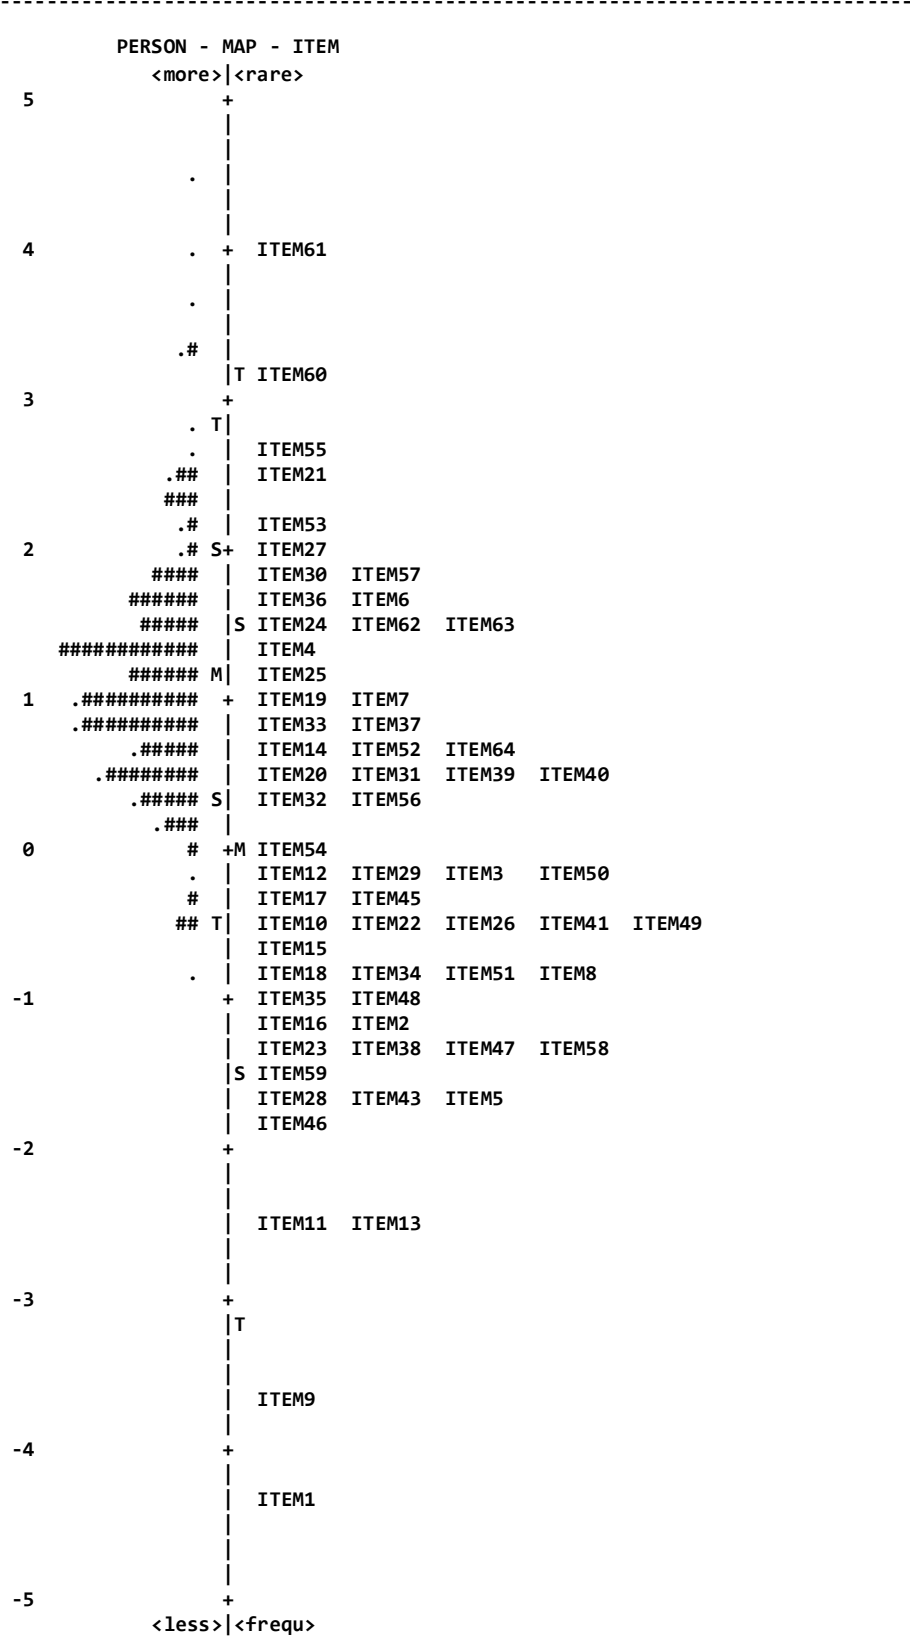 --------------------------------------------------------------------------------
PERSON - MAP - ITEM
<more>|<rare>
5 +
|
|
. |
|
|
4 . + ITEM61
|
. |
|
.# |
|T ITEM60
3 +
. T|
. | ITEM55
.## | ITEM21
### |
.# | ITEM53
2 .# S+ ITEM27
#### | ITEM30 ITEM57
###### | ITEM36 ITEM6
##### |S ITEM24 ITEM62 ITEM63
############ | ITEM4
###### M| ITEM25
1 .########## + ITEM19 ITEM7
.########## | ITEM33 ITEM37
.##### | ITEM14 ITEM52 ITEM64
.######## | ITEM20 ITEM31 ITEM39 ITEM40
.##### S| ITEM32 ITEM56
.### |
0 # +M ITEM54
. | ITEM12 ITEM29 ITEM3 ITEM50
# | ITEM17 ITEM45
## T| ITEM10 ITEM22 ITEM26 ITEM41 ITEM49
| ITEM15
. | ITEM18 ITEM34 ITEM51 ITEM8
-1 + ITEM35 ITEM48
| ITEM16 ITEM2
| ITEM23 ITEM38 ITEM47 ITEM58
|S ITEM59
| ITEM28 ITEM43 ITEM5
| ITEM46
-2 +
|
|
| ITEM11 ITEM13
|
|
-3 +
|T
|
|
| ITEM9
|
-4 +
|
| ITEM1
|
|
|
-5 +
<less>|<frequ>